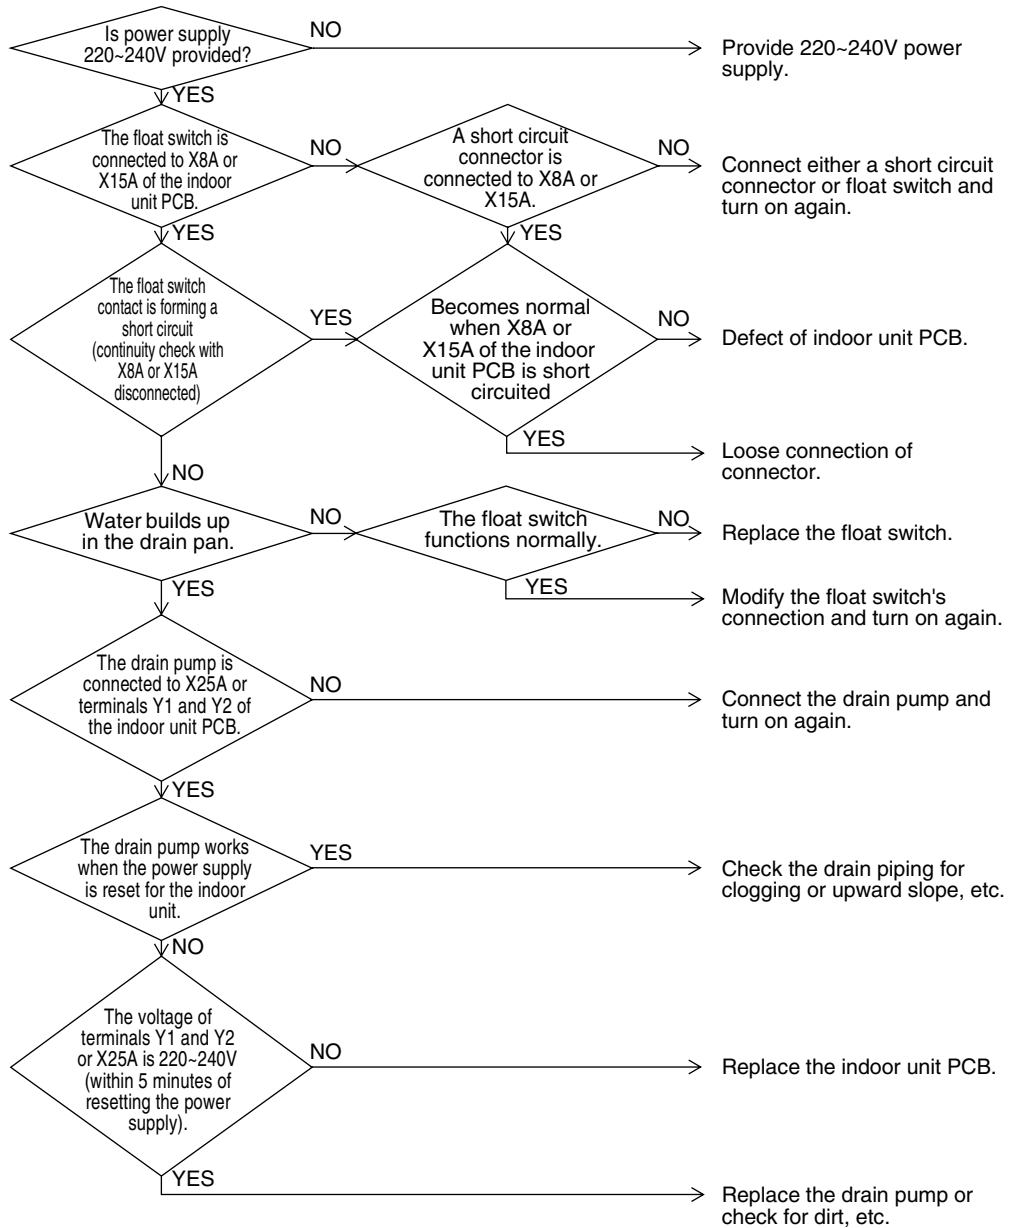 Is power supply
220~240V provided?
NO
Provide 220~240V power
supply.
YES
The float switch is
connected to X8A or
X15A of the indoor
unit PCB.
NO
A short circuit
connector is
connected to X8A or
X15A.
NO
Connect either a short circuit
connector or float switch and
turn on again.
YES
YES
The float switch
contact is forming a
short circuit
(continuity check with
X8A or X15A
disconnected)
YES
Becomes normal
when X8A or
X15A of the indoor
unit PCB is short
circuited
NO
Defect of indoor unit PCB.
YES
Loose connection of
connector.
NO
Water builds up
in the drain pan.
NO
The float switch
functions normally.
NO
Replace the float switch.
YES
YES
Modify the float switch's
connection and turn on again.
The drain pump is
connected to X25A or
terminals Y1 and Y2 of
the indoor unit PCB.
NO
Connect the drain pump and
turn on again.
YES
The drain pump works
when the power supply
is reset for the indoor
unit.
YES
Check the drain piping for
clogging or upward slope, etc.
NO
The voltage of
terminals Y1 and Y2
or X25A is 220~240V
(within 5 minutes of
resetting the power
supply).
NO
Replace the indoor unit PCB.
YES
Replace the drain pump or
check for dirt, etc.